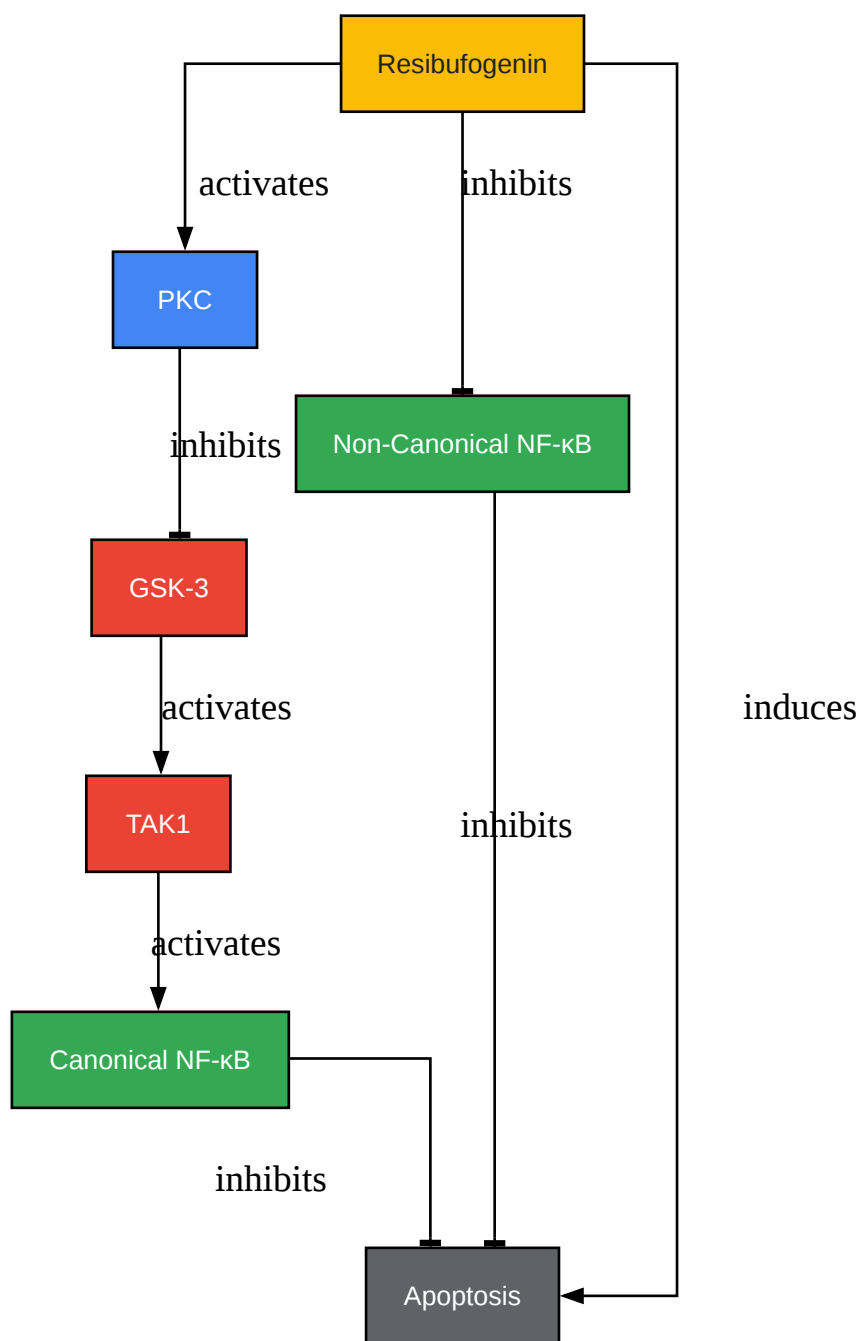 Resibufogenin
activates
inhibits
PKC
inhibits
Non-Canonical NF-κB
GSK-3
activates
induces
TAK1
inhibits
activates
Canonical NF-κB
inhibits
Apoptosis